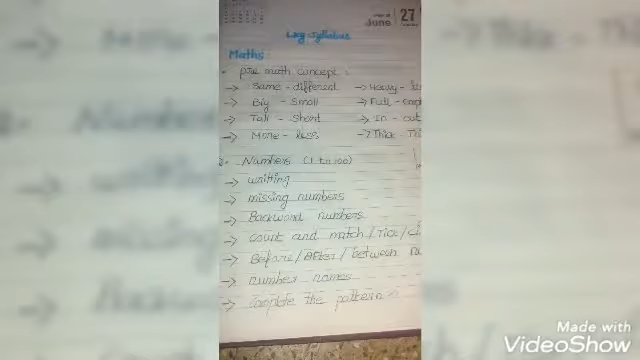 June 27
Lkg Syllabus
Maths
pre math concept :
→ Same - different → Heavy -
→ Big - Small → Full -
→ Tall - Short → In - out
→ More - less → Thick -
Numbers (1 to 100)
→ writting
→ missing numbers
→ Backword numbers
→ count and match / Tick /
→ Before / After / between
→ number names
→ complete the pattern
Made with
VideoShow